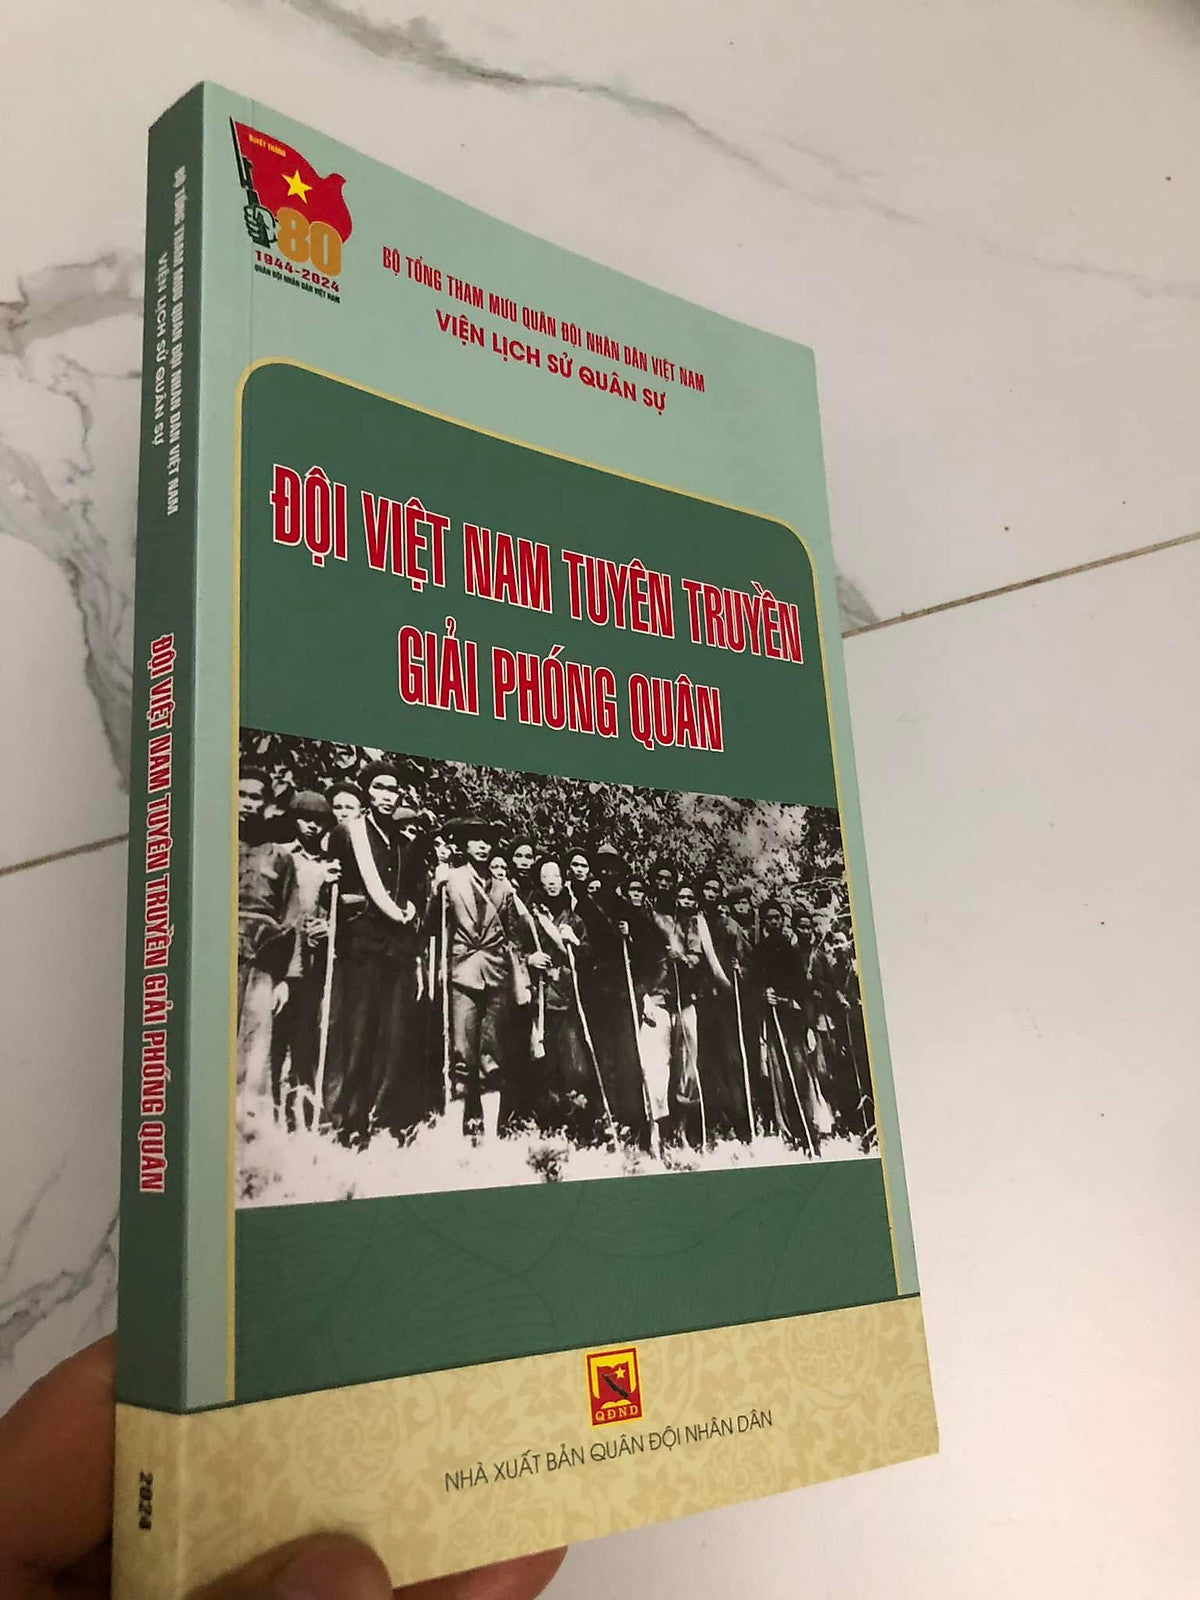 QUYẾT THẮNG
80
1944-2024
QUÂN ĐỘI NHÂN DÂN VIỆT NAM
BỘ TỔNG THAM MƯU QUÂN ĐỘI NHÂN DÂN VIỆT NAM
VIỆN LỊCH SỬ QUÂN SỰ
ĐỘI VIỆT NAM TUYÊN TRUYỀN
GIẢI PHÓNG QUÂN
QĐND
NHÀ XUẤT BẢN QUÂN ĐỘI NHÂN DÂN
BỘ TỔNG THAM MƯU QUÂN ĐỘI NHÂN DÂN VIỆT NAM
VIỆN LỊCH SỬ QUÂN SỰ
ĐỘI VIỆT NAM TUYÊN TRUYỀN GIẢI PHÓNG QUÂN
2024